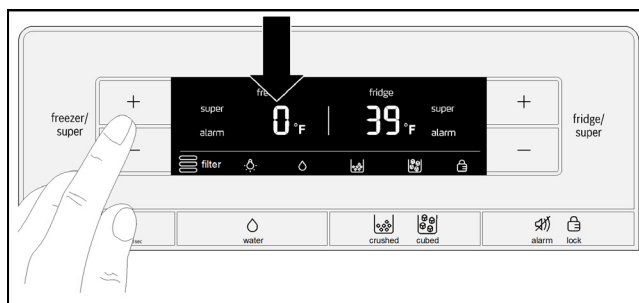 freezer/
super
+
−
super
alarm
0 °F
fridge
39 °F
super
alarm
filter
+
−
fridge/
super
water
crushed cubed
alarm lock